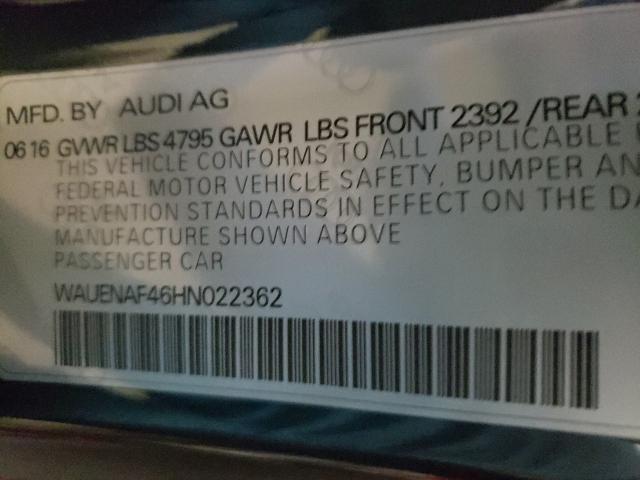 MFD. BY AUDI AG
06 16 GVWR LBS 4795 GAWR LBS FRONT 2392 /REAR
THIS VEHICLE CONFORMS TO ALL APPLICABLE
FEDERAL MOTOR VEHICLE SAFETY, BUMPER AN
PREVENTION STANDARDS IN EFFECT ON THE DA
MANUFACTURE SHOWN ABOVE
PASSENGER CAR
WAUENAF46HN022362